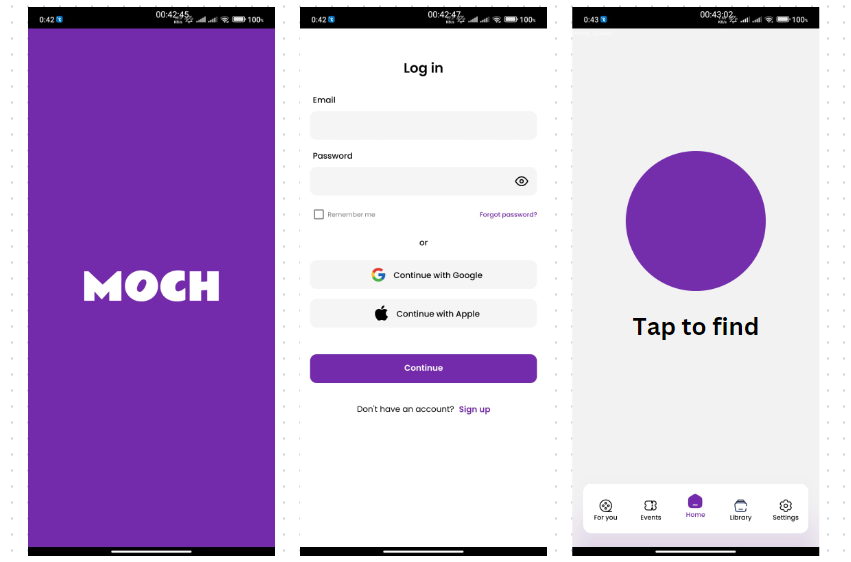 0:42
00:42:45
100%
MOCH
0:42
00:42:47
100%
Log in
Email
Password
Remember me
Forgot password?
or
Continue with Google
Continue with Apple
Continue
Don't have an account? Sign up
0:43
00:43:02
100%
Tap to find
For you
Events
Home
Library
Settings